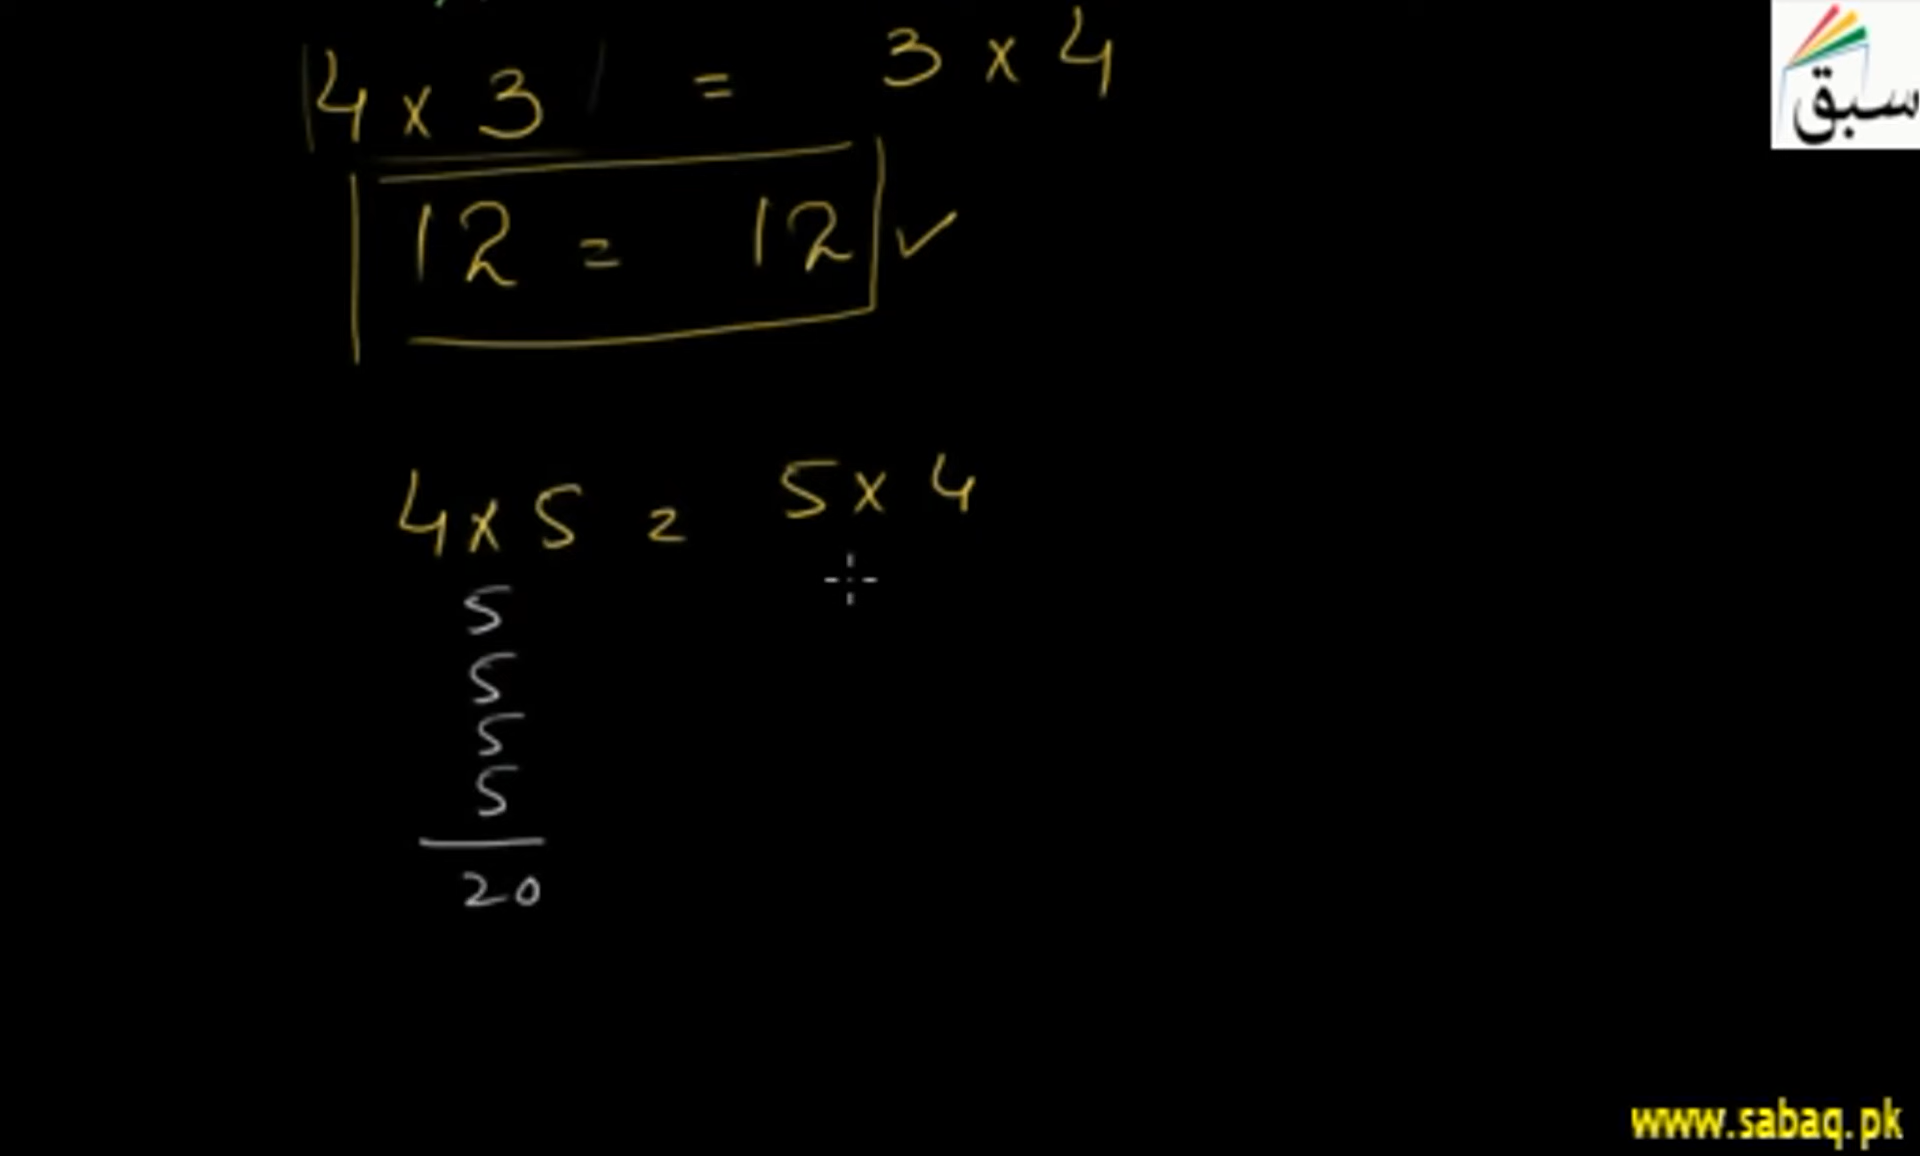 سبق
4 x 3 = 3 x 4
12 = 12 ✓
4 x 5 = 5 x 4
5
5
5
5
20
www.sabaq.pk